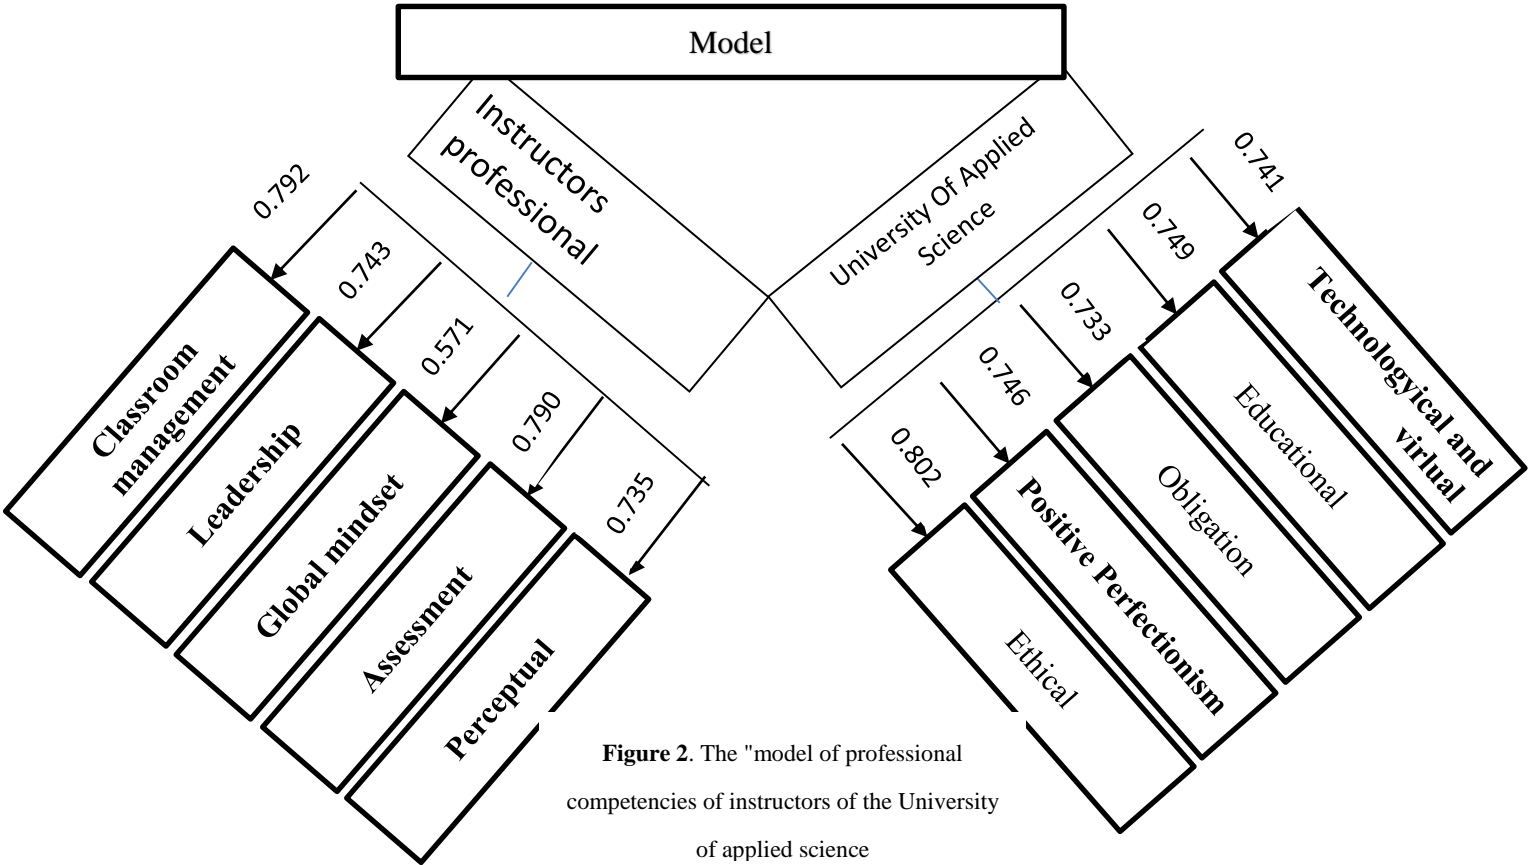 Model
Instructors
professional
University Of Applied
Science
0.792
0.743
0.571
0.790
0.735
0.741
0.749
0.733
0.746
0.802
Classroom
management
Leadership
Global mindset
Assessment
Perceptual
Technologyical and
virlual
Educational
Obligation
Positive Perfectionism
Ethical
Figure 2. The "model of professional
competencies of instructors of the University
of applied science